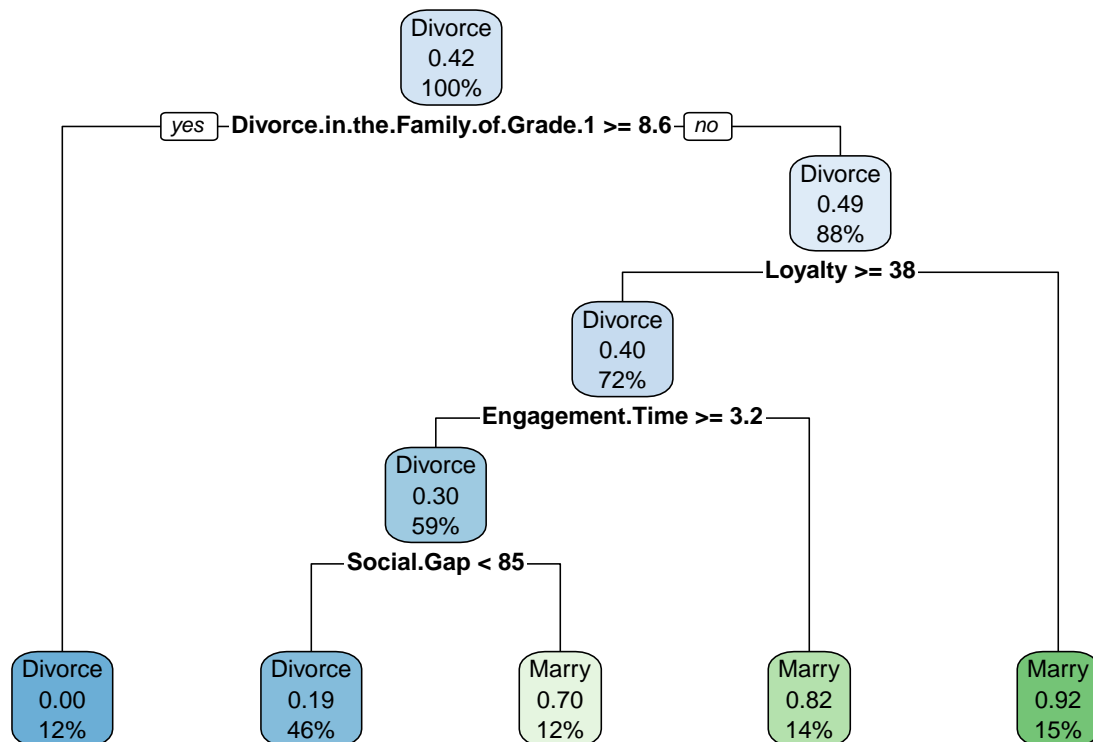 Divorce
0.42
100%
yes Divorce.in.the.Family.of.Grade.1 >= 8.6 no
Divorce
0.49
88%
Loyalty >= 38
Divorce
0.40
72%
Engagement.Time >= 3.2
Divorce
0.30
59%
Social.Gap < 85
Divorce
0.00
12%
Divorce
0.19
46%
Marry
0.70
12%
Marry
0.82
14%
Marry
0.92
15%